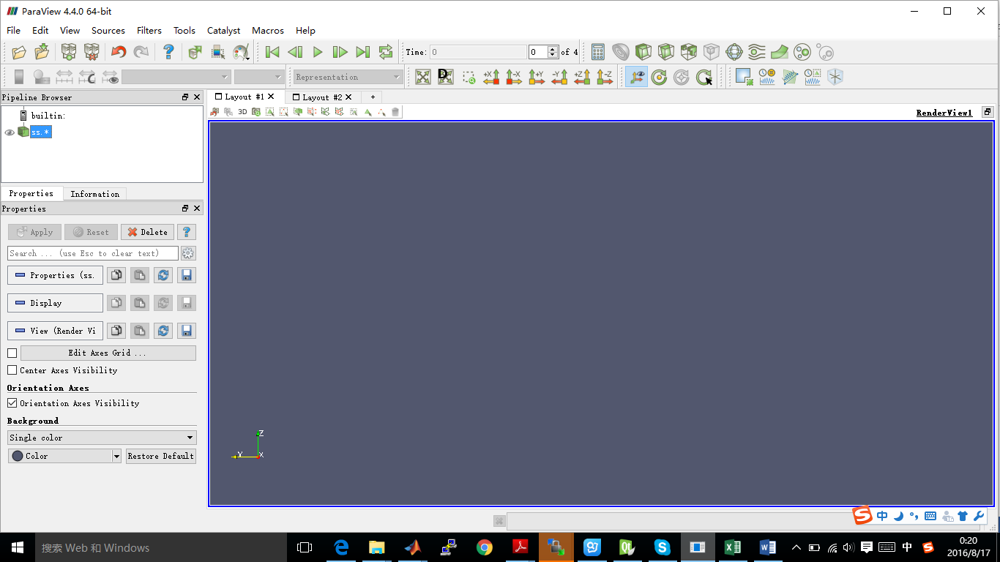 ParaView 4.4.0 64-bit
File Edit View Sources Filters Tools Catalyst Macros Help
Time: 0 0 of 4
Representation
D +X -X +Y -Y +Z -Z
Pipeline Browser
Layout #1 Layout #2 +
builtin:
3D
RenderView1
ss.*
Properties Information
Properties
Apply Reset Delete ?
Search ... (use Esc to clear text)
Properties (ss.
Display
View (Render Vi
Edit Axes Grid ...
Center Axes Visibility
Orientation Axes
Orientation Axes Visibility
Background
Single color
Color Restore Default
Z
Y X
S 中
搜索 Web 和 Windows
中 S
0:20
2016/8/17